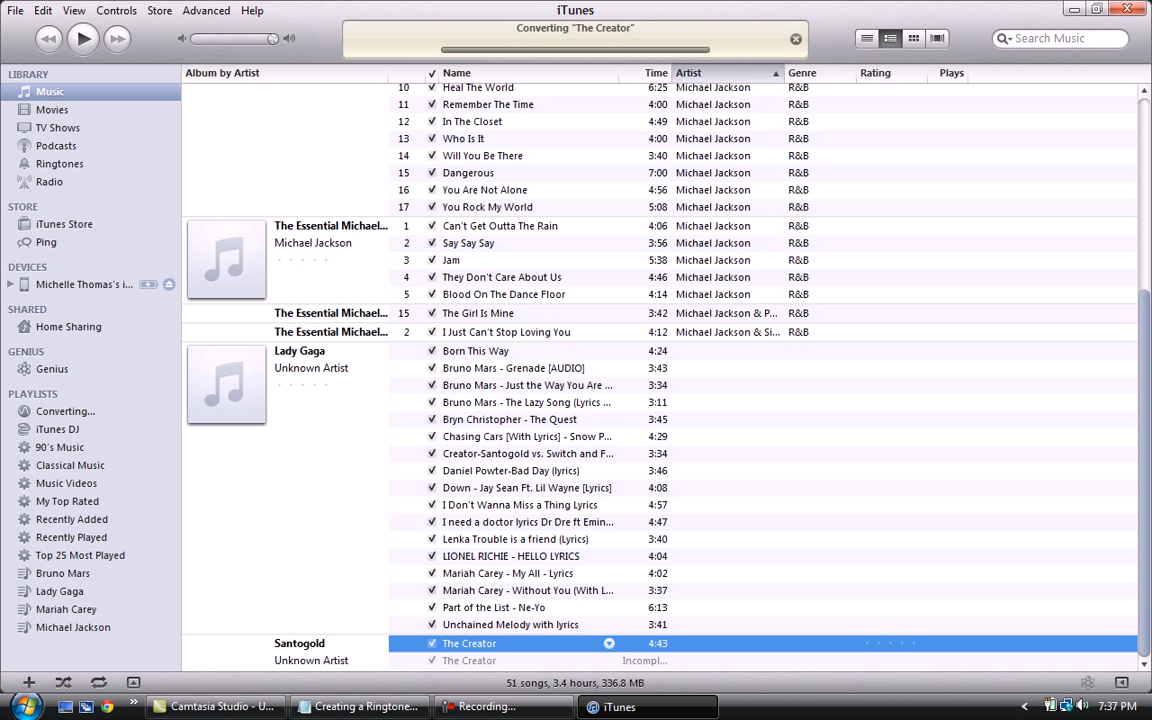 File Edit View Controls Store Advanced Help
iTunes
Converting "The Creator"
Search Music
LIBRARY
Music
Movies
TV Shows
Podcasts
Ringtones
Radio
STORE
iTunes Store
Ping
DEVICES
Michelle Thomas's i...
SHARED
Home Sharing
GENIUS
Genius
PLAYLISTS
Converting...
iTunes DJ
90's Music
Classical Music
Music Videos
My Top Rated
Recently Added
Recently Played
Top 25 Most Played
Bruno Mars
Lady Gaga
Mariah Carey
Michael Jackson
Album by Artist Name Time Artist Genre Rating Plays
10 Heal The World 6:25 Michael Jackson R&B
11 Remember The Time 4:00 Michael Jackson R&B
12 In The Closet 4:49 Michael Jackson R&B
13 Who Is It 4:00 Michael Jackson R&B
14 Will You Be There 3:40 Michael Jackson R&B
15 Dangerous 7:00 Michael Jackson R&B
16 You Are Not Alone 4:56 Michael Jackson R&B
17 You Rock My World 5:08 Michael Jackson R&B
The Essential Michael... 1 Can't Get Outta The Rain 4:06 Michael Jackson R&B
Michael Jackson 2 Say Say Say 3:56 Michael Jackson R&B
3 Jam 5:38 Michael Jackson R&B
4 They Don't Care About Us 4:46 Michael Jackson R&B
5 Blood On The Dance Floor 4:14 Michael Jackson R&B
The Essential Michael... 15 The Girl Is Mine 3:42 Michael Jackson & P... R&B
The Essential Michael... 2 I Just Can't Stop Loving You 4:12 Michael Jackson & Si... R&B
Lady Gaga Born This Way 4:24
Unknown Artist Bruno Mars - Grenade [AUDIO] 3:43
Bruno Mars - Just the Way You Are ... 3:34
Bruno Mars - The Lazy Song (Lyrics ... 3:11
Bryn Christopher - The Quest 3:45
Chasing Cars [With Lyrics] - Snow P... 4:29
Creator-Santogold vs. Switch and F... 3:34
Daniel Powter-Bad Day (lyrics) 3:46
Down - Jay Sean Ft. Lil Wayne [Lyrics] 4:08
I Don't Wanna Miss a Thing Lyrics 4:57
I need a doctor lyrics Dr Dre ft Emin... 4:47
Lenka Trouble is a friend (Lyrics) 3:40
LIONEL RICHIE - HELLO LYRICS 4:04
Mariah Carey - My All - Lyrics 4:02
Mariah Carey - Without You (With L... 3:37
Part of the List - Ne-Yo 6:13
Unchained Melody with lyrics 3:41
Santogold The Creator 4:43
Unknown Artist The Creator Incompl...
51 songs, 3.4 hours, 336.8 MB
Camtasia Studio - U... Creating a Ringtone... Recording... iTunes 7:37 PM